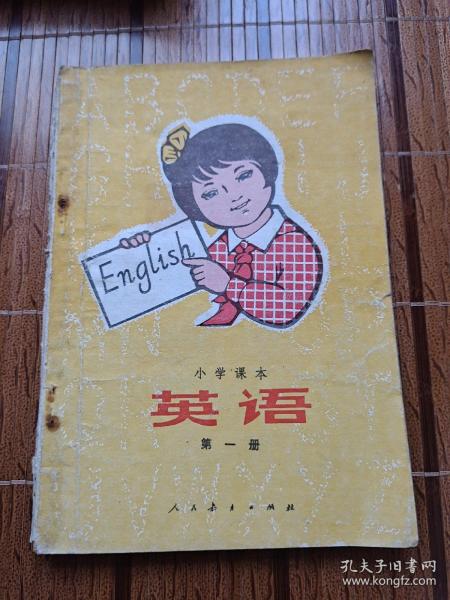 ABCDEF
English
小学课本
英语
第一册
人民教育出版社
孔夫子旧书网
www.kongfz.com